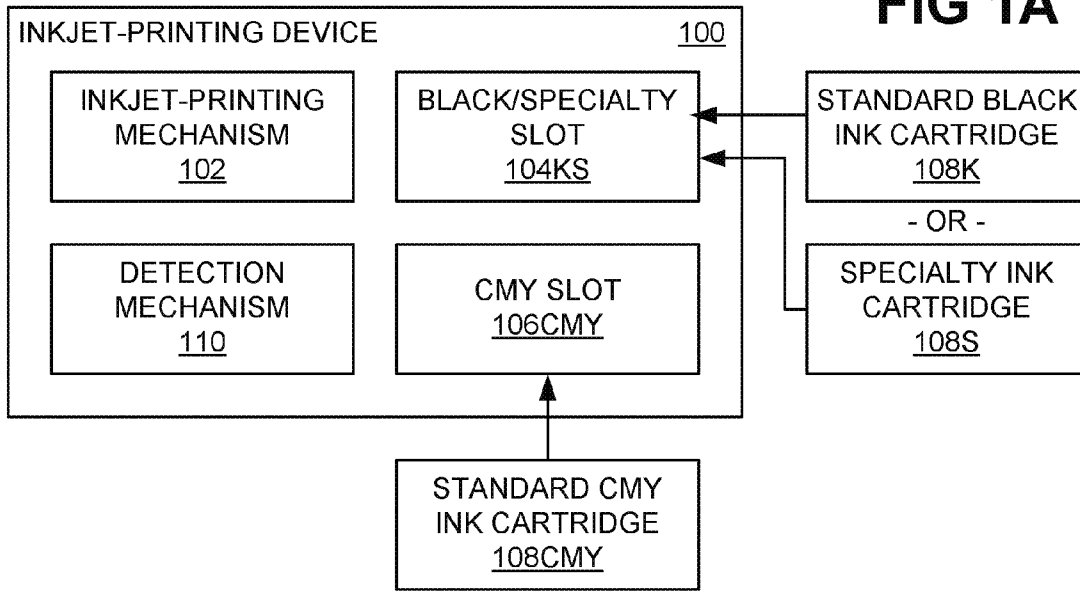 FIG 1A
INKJET-PRINTING DEVICE
100
INKJET-PRINTING
MECHANISM
102
BLACK/SPECIALTY
SLOT
104KS
STANDARD BLACK
INK CARTRIDGE
108K
- OR -
DETECTION
MECHANISM
110
CMY SLOT
106CMY
SPECIALTY INK
CARTRIDGE
108S
STANDARD CMY
INK CARTRIDGE
108CMY